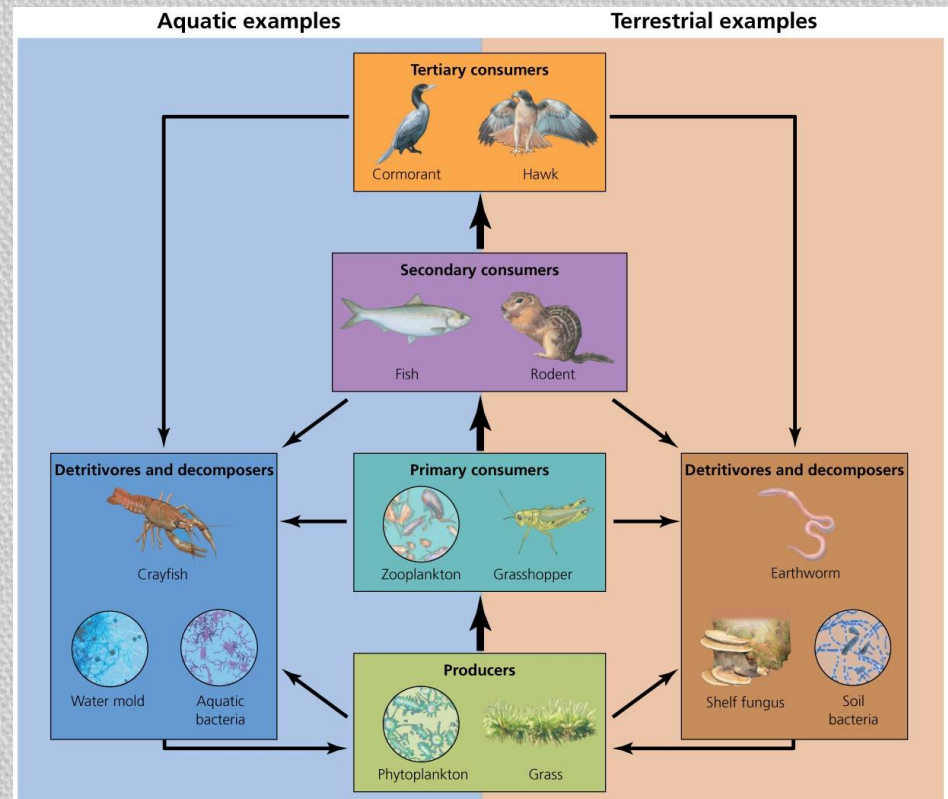 Aquatic examples
Terrestrial examples
Tertiary consumers
Cormorant
Hawk
Secondary consumers
Fish
Rodent
Detritivores and decomposers
Crayfish
Water mold
Aquatic
bacteria
Primary consumers
Zooplankton
Grasshopper
Detritivores and decomposers
Earthworm
Shelf fungus
Soil
bacteria
Producers
Phytoplankton
Grass